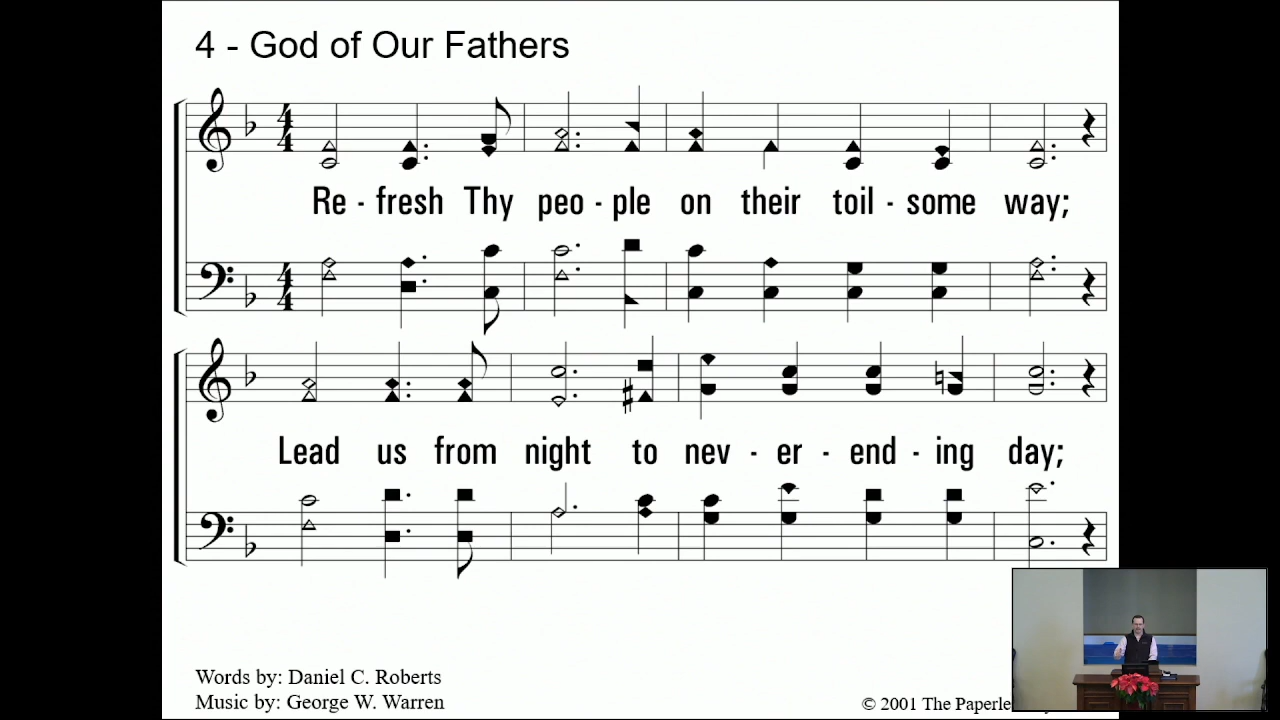 4 - God of Our Fathers
Re - fresh Thy peo - ple on their toil - some way;
Lead us from night to nev - er - end - ing day;
Words by: Daniel C. Roberts
Music by: George W. Warren
© 2001 The